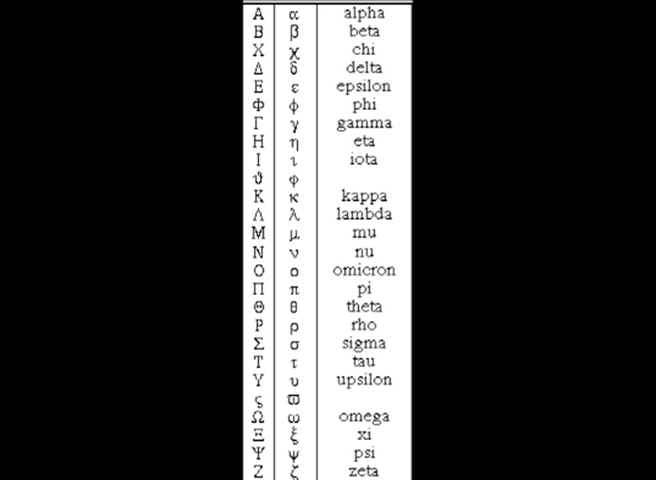 Α α alpha
Β β beta
Χ χ chi
Δ δ delta
Ε ε epsilon
Φ ϕ phi
Γ γ gamma
Η η eta
Ι ι iota
ϑ φ
Κ κ kappa
Λ λ lambda
Μ μ mu
Ν ν nu
Ο ο omicron
Π π pi
Θ θ theta
Ρ ρ rho
Σ σ sigma
Τ τ tau
Υ υ upsilon
ς ϖ
Ω ω omega
Ξ ξ xi
Ψ ψ psi
Ζ ζ zeta